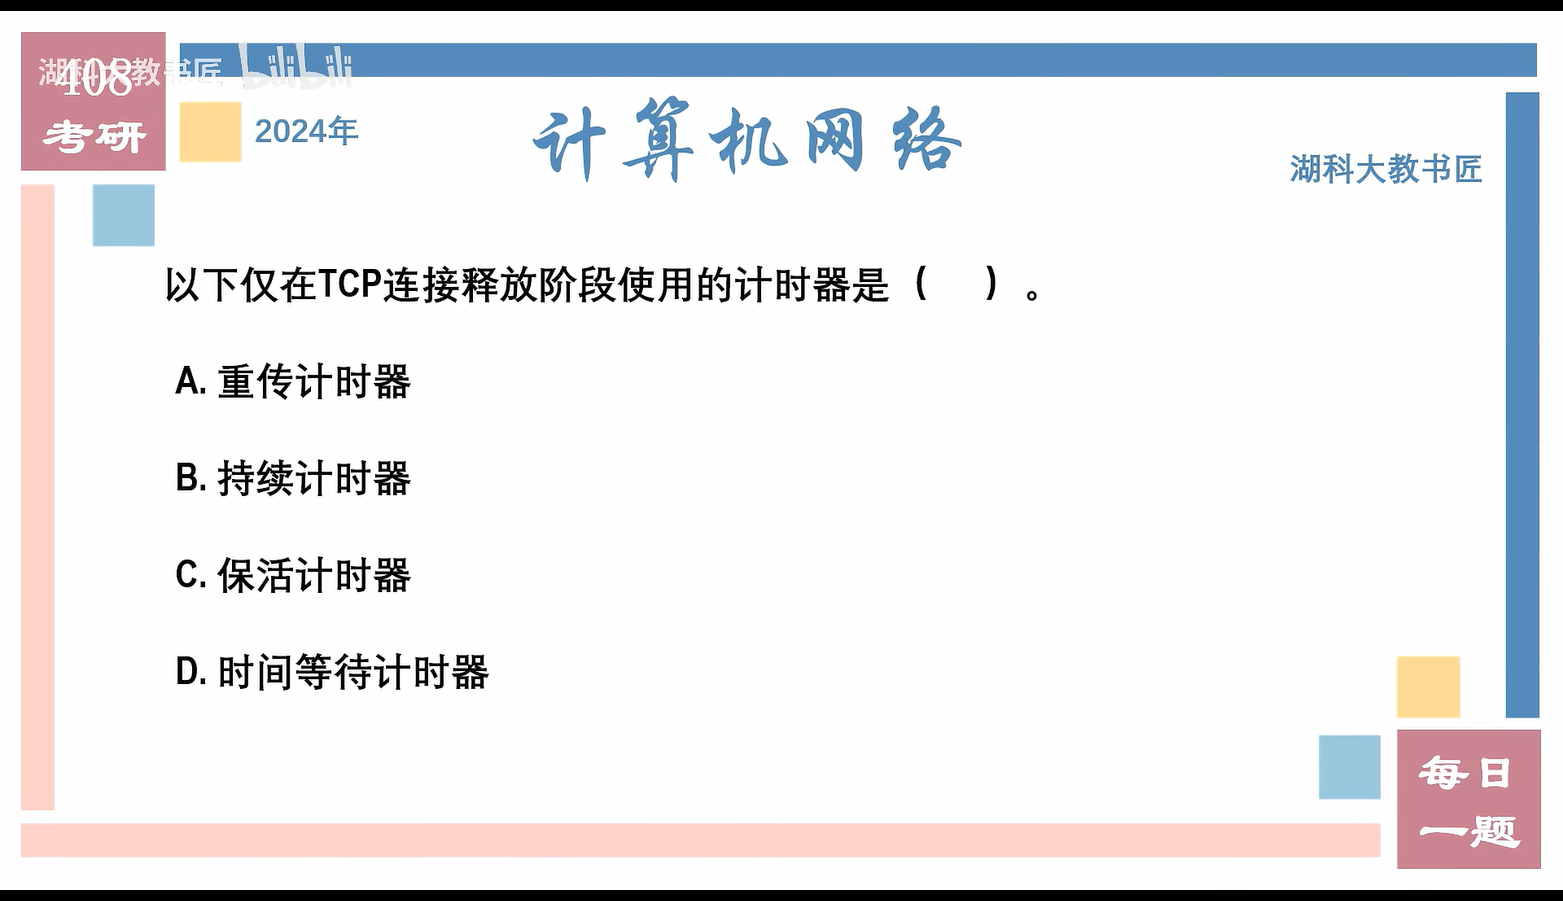 湖科大教书匠 bilibili
408
考研
2024年
计算机网络
湖科大教书匠
以下仅在TCP连接释放阶段使用的计时器是（ ）。
A. 重传计时器
B. 持续计时器
C. 保活计时器
D. 时间等待计时器
每日
一题